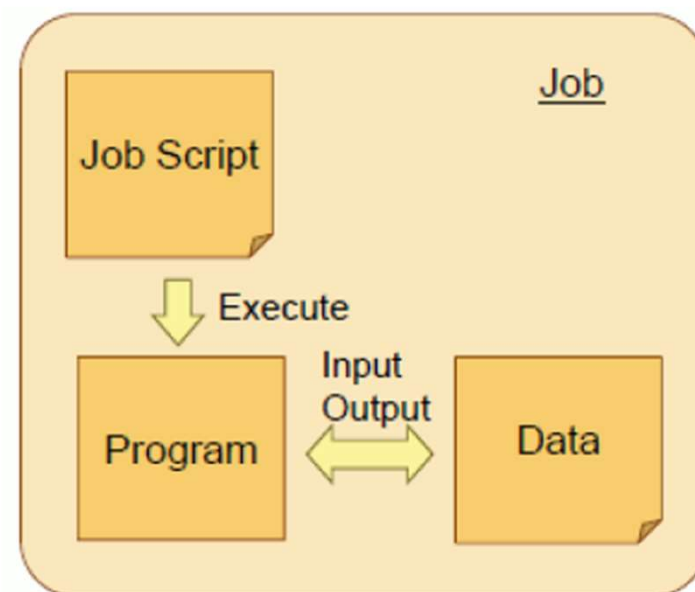 Job
Job Script
Execute
Input
Output
Program
Data